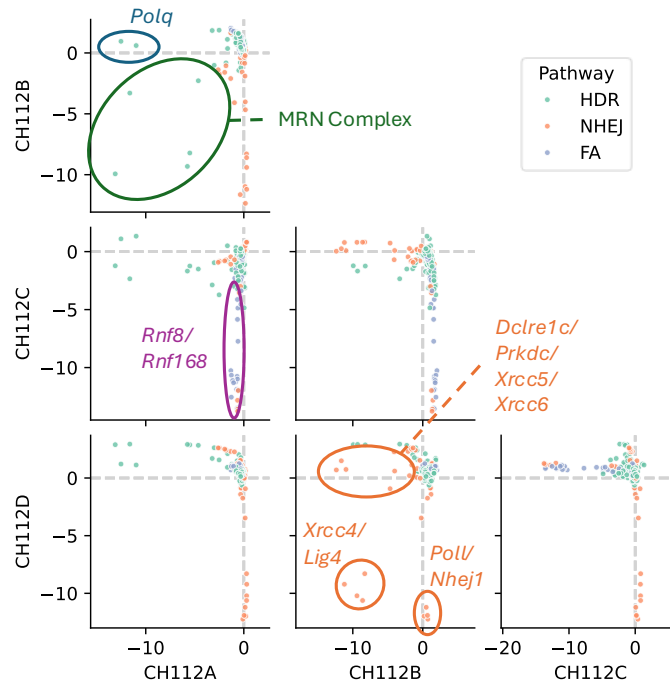 Polq
0
−5
−10
CH112B
MRN Complex
Pathway
HDR
NHEJ
FA
0
−5
−10
CH112C
Rnf8/
Rnf168
Dclre1c/
Prkdc/
Xrcc5/
Xrcc6
0
−5
−10
CH112D
Xrcc4/
Lig4
Poll/
Nhej1
−10 0
CH112A
−10 0
CH112B
−20 −10 0
CH112C